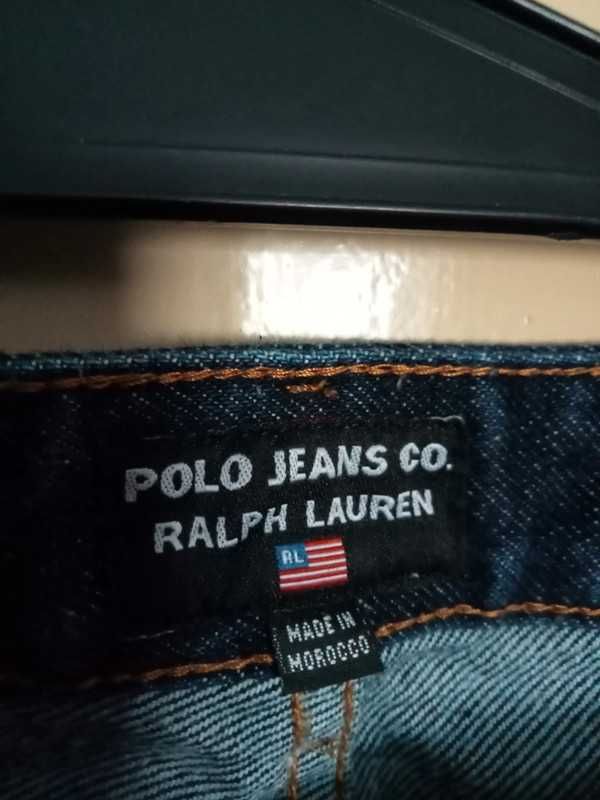 POLO JEANS CO.
RALPH LAUREN
RL
MADE IN
MOROCCO